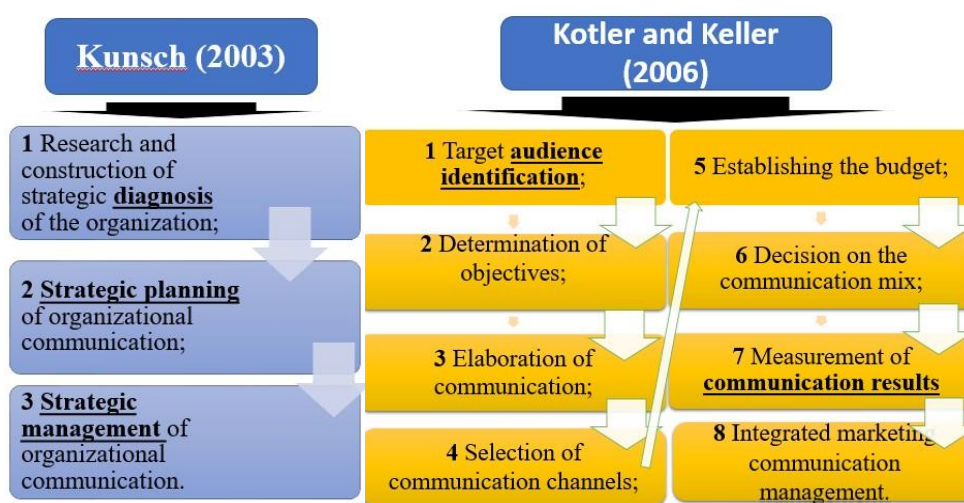 Kunsch (2003)
1 Research and
construction of
strategic diagnosis
of the organization;
2 Strategic planning
of organizational
communication;
3 Strategic
management of
organizational
communication.
Kotler and Keller
(2006)
1 Target audience
identification;
2 Determination of
objectives;
3 Elaboration of
communication;
4 Selection of
communication channels;
5 Establishing the budget;
6 Decision on the
communication mix;
7 Measurement of
communication results
8 Integrated marketing
communication
management.